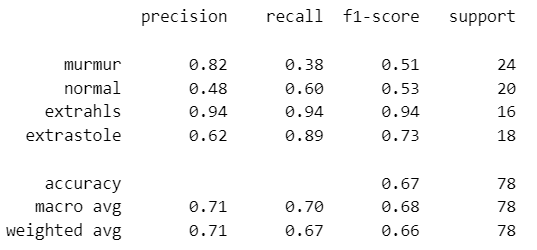 precision recall f1-score support
murmur 0.82 0.38 0.51 24
normal 0.48 0.60 0.53 20
extrahls 0.94 0.94 0.94 16
extrastole 0.62 0.89 0.73 18
accuracy 0.67 78
macro avg 0.71 0.70 0.68 78
weighted avg 0.71 0.67 0.66 78